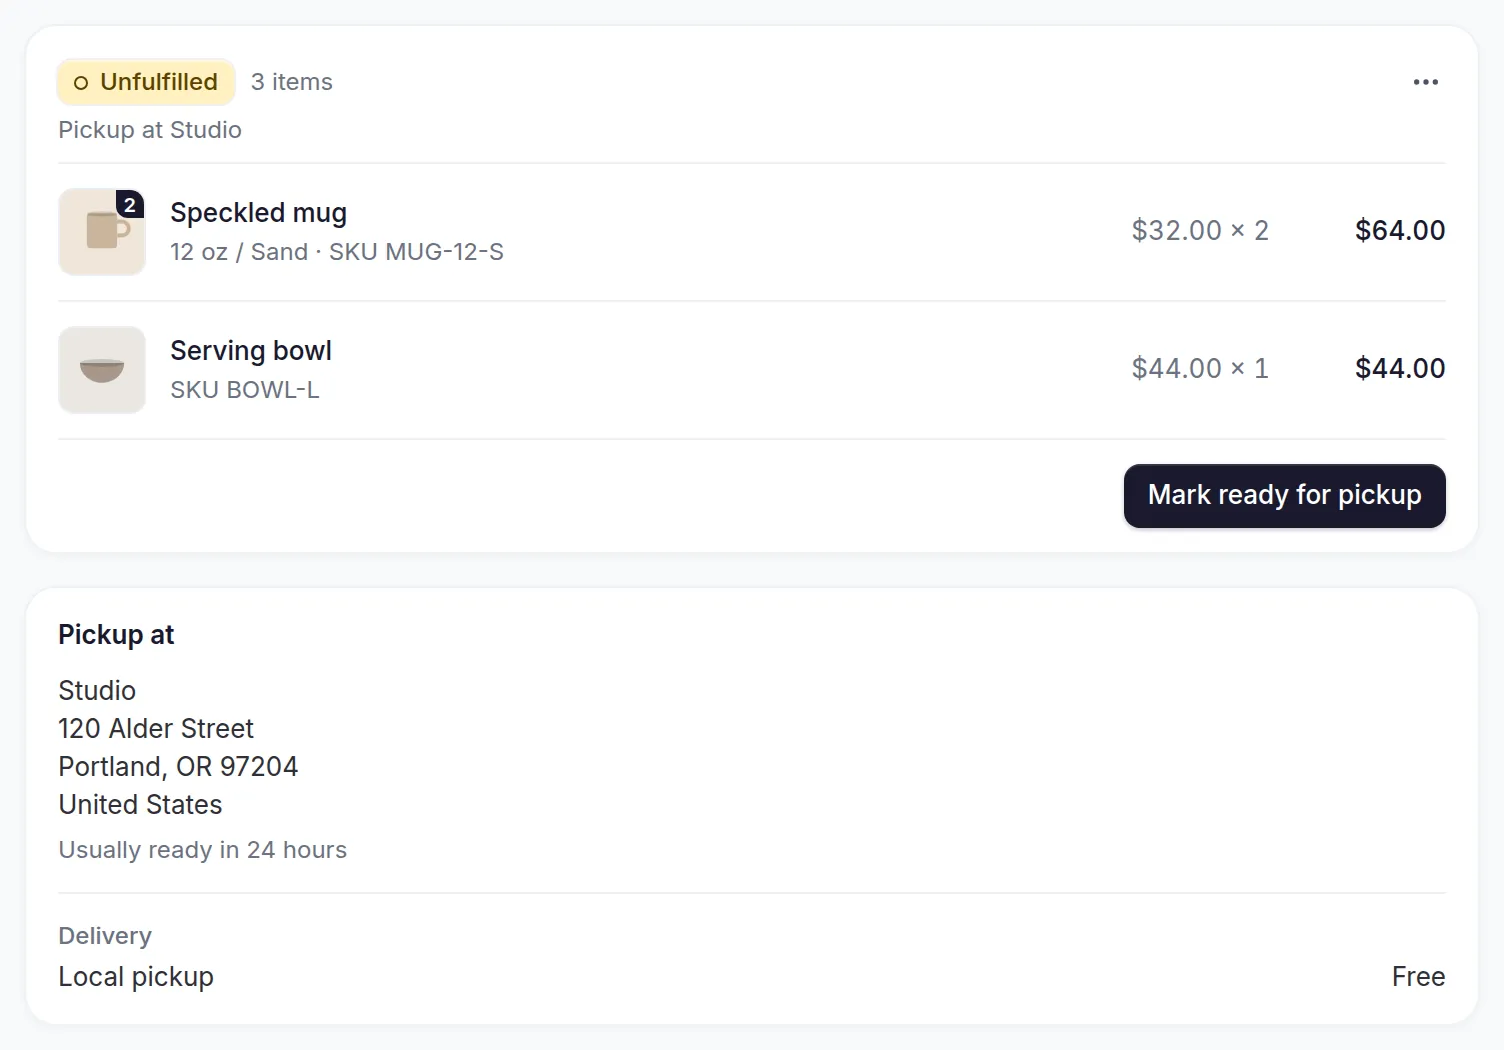 Unfulfilled 3 items
Pickup at Studio
2
Speckled mug
12 oz / Sand · SKU MUG-12-S
$32.00 × 2 $64.00
Serving bowl
SKU BOWL-L
$44.00 × 1 $44.00
Mark ready for pickup
Pickup at
Studio
120 Alder Street
Portland, OR 97204
United States
Usually ready in 24 hours
Delivery
Local pickup Free